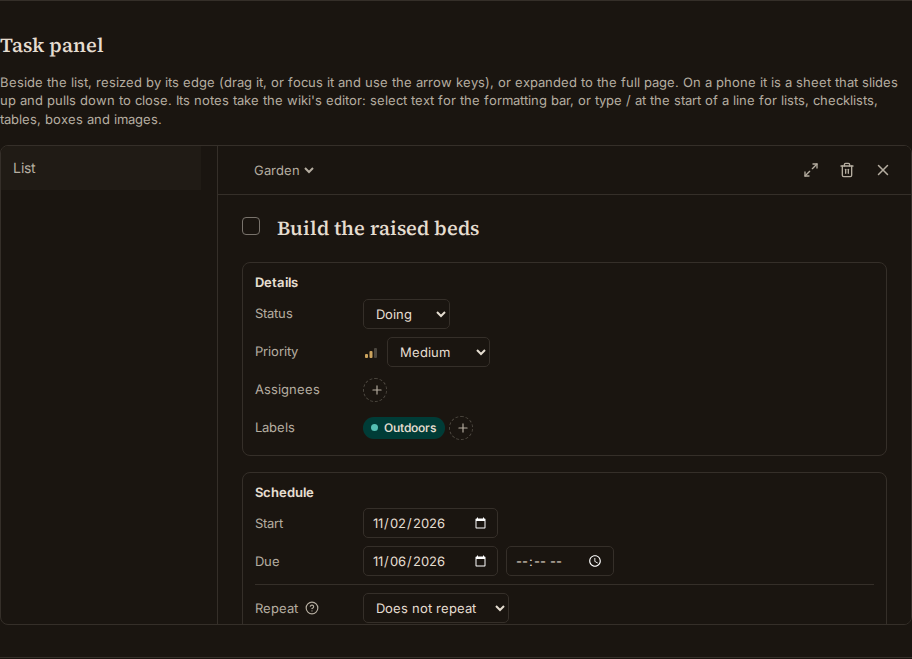 Task panel
Beside the list, resized by its edge (drag it, or focus it and use the arrow keys), or expanded to the full page. On a phone it is a sheet that slides
up and pulls down to close. Its notes take the wiki's editor: select text for the formatting bar, or type / at the start of a line for lists, checklists,
tables, boxes and images.
List
Garden
Build the raised beds
Details
Status Doing
Priority Medium
Assignees +
Labels Outdoors +
Schedule
Start 11/02/2026
Due 11/06/2026 --:-- --
Repeat ? Does not repeat